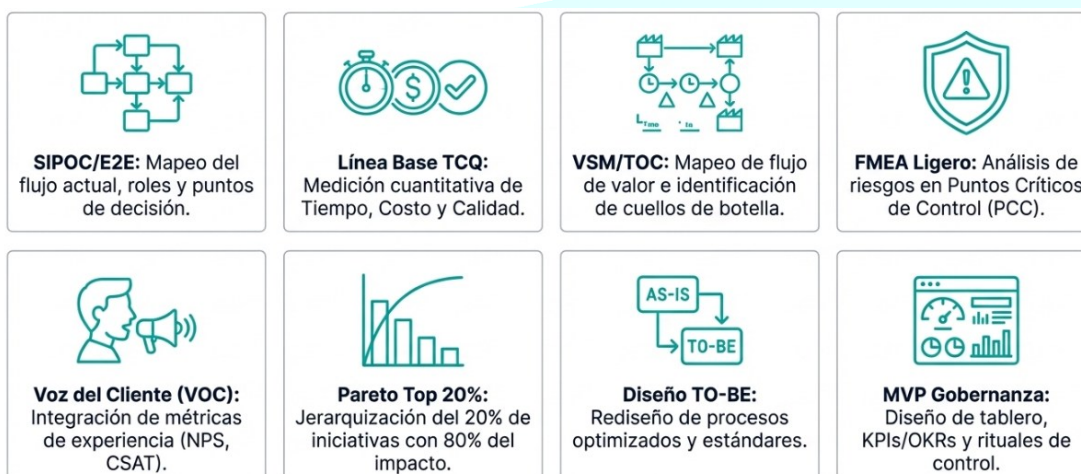 SIPOC/E2E: Mapeo del
flujo actual, roles y puntos
de decisión.
Línea Base TCQ:
Medición cuantitativa de
Tiempo, Costo y Calidad.
VSM/TOC: Mapeo de flujo
de valor e identificación
de cuellos de botella.
FMEA Ligero: Análisis de
riesgos en Puntos Críticos
de Control (PCC).
AS-IS
TO-BE
Voz del Cliente (VOC):
Integración de métricas
de experiencia (NPS,
CSAT).
Pareto Top 20%:
Jerarquización del 20% de
iniciativas con 80% del
impacto.
Diseño TO-BE:
Rediseño de procesos
optimizados y estándares.
MVP Gobernanza:
Diseño de tablero,
KPIs/OKRs y rituales de
control.